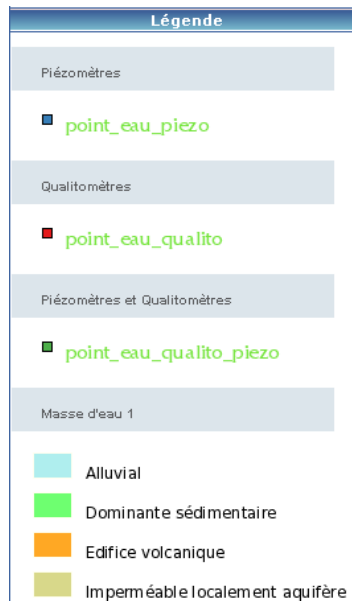 Légende
Piézomètres
point_eau_piezo
Qualitomètres
point_eau_qualito
Piézomètres et Qualitomètres
point_eau_qualito_piezo
Masse d'eau 1
Alluvial
Dominante sédimentaire
Edifice volcanique
Imperméable localement aquifère